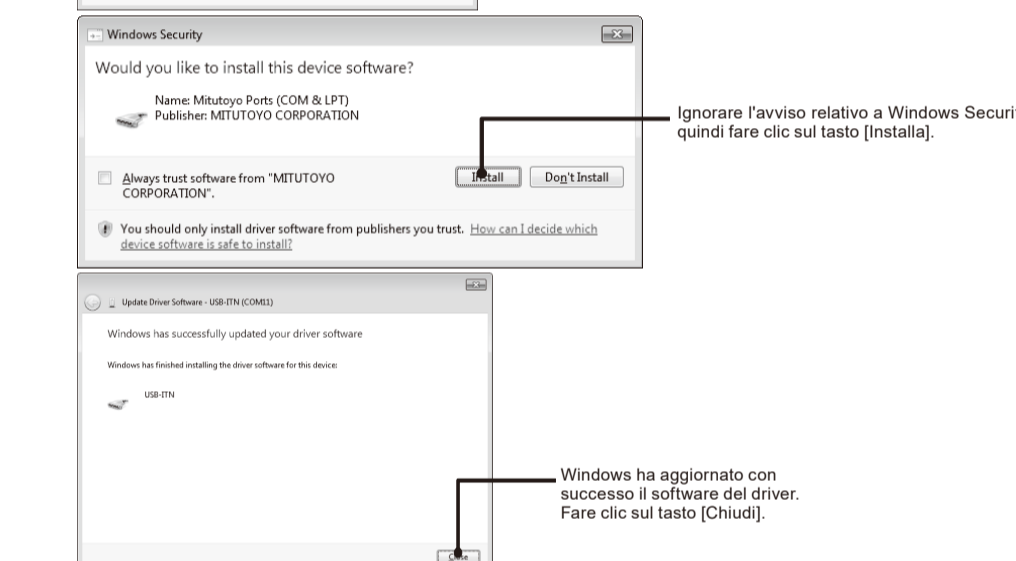 Windows Security
Would you like to install this device software?
Name: Mitutoyo Ports (COM & LPT)
Publisher: MITUTOYO CORPORATION
Ignorare l'avviso relativo a Windows
quindi fare clic sul tasto [Installa].
Always trust software from "MITUTOYO
CORPORATION".
Install
Don't Install
You should only install driver software from publishers you trust. How can I decide which
device software is safe to install?
Update Driver Software - USB-ITN (COM11)
Windows has successfully updated your driver software
Windows has finished installing the driver software for this device:
USB-ITN
Windows ha aggiornato con
successo il software del driver.
Fare clic sul tasto [Chiudi].
Close